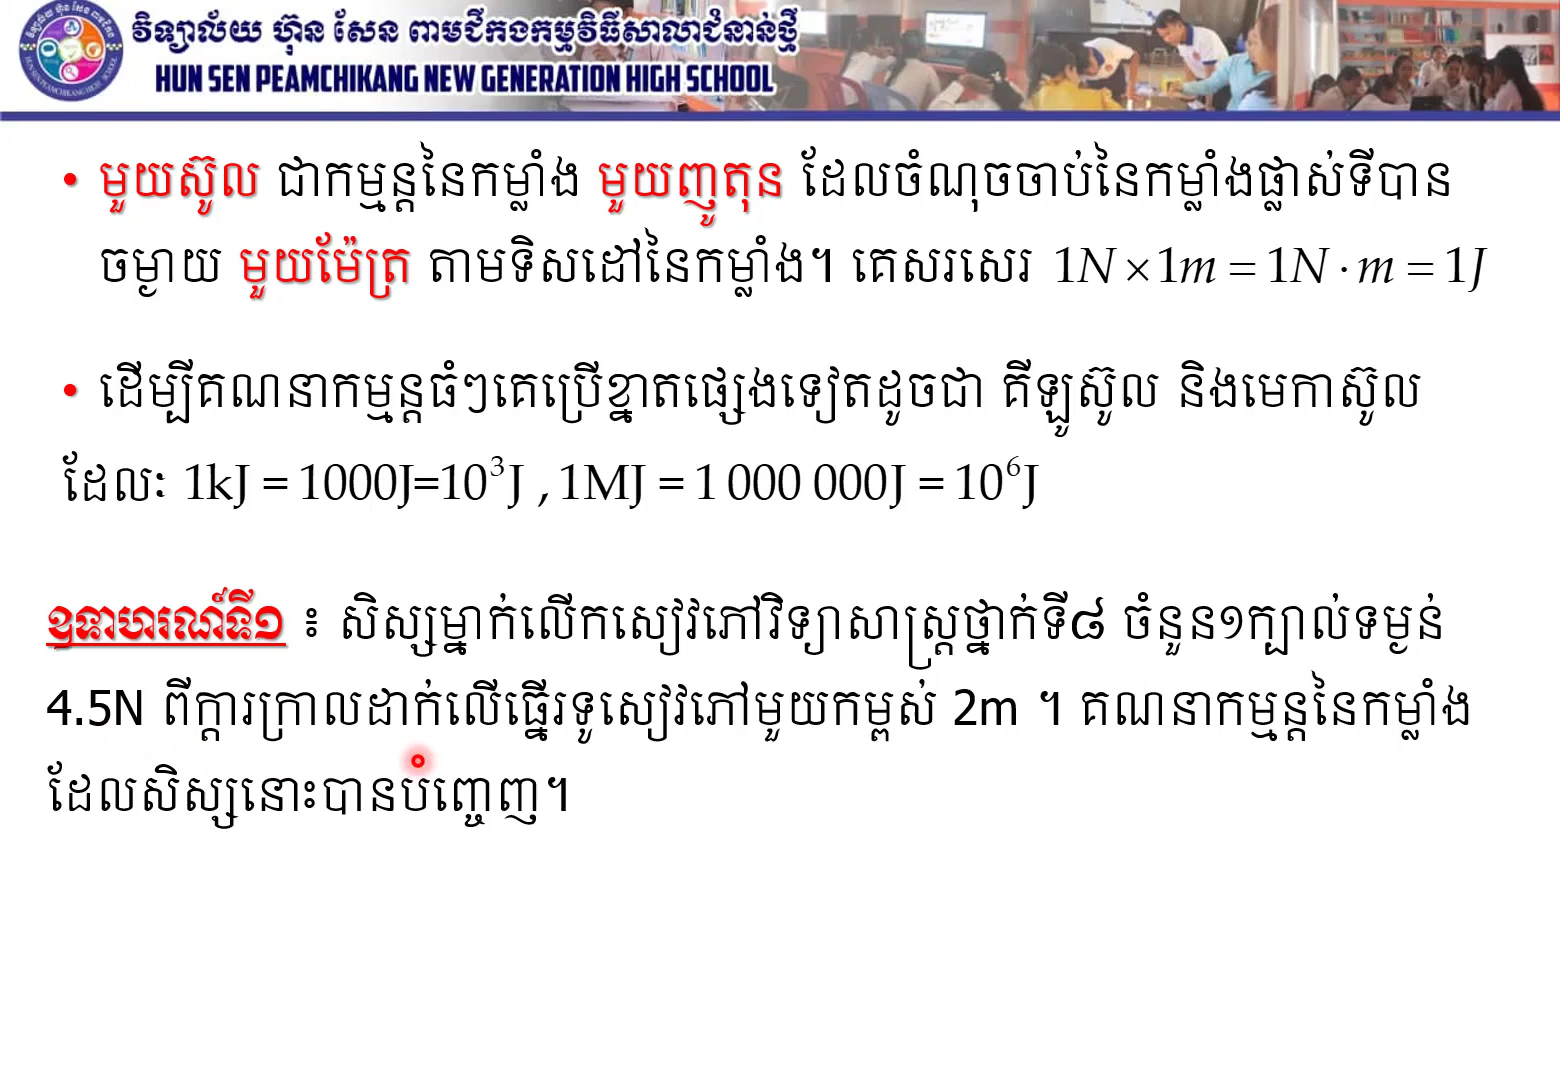 វិទ្យាល័យ ហ៊ុន សែន ពាមជីកងកម្មវិធីសាលាជំនាន់ថ្មី
HUN SEN PEAMCHIKANG NEW GENERATION HIGH SCHOOL
• មួយស៊ូល ជាកម្មន្តនៃកម្លាំង មួយញូតុន ដែលចំណុចចាប់នៃកម្លាំងផ្លាស់ទីបាន
ចម្ងាយ មួយម៉ែត្រ តាមទិសដៅនៃកម្លាំង។ គេសរសេរ 1N×1m = 1N·m = 1J
• ដើម្បីគណនាកម្មន្តធំៗគេប្រើខ្នាតផ្សេងទៀតដូចជា គីឡូស៊ូល និងមេកាស៊ូល
ដែល: 1kJ = 1000J=10³J , 1MJ = 1 000 000J = 10⁶J
ឧទាហរណ៍ទី១ ៖ សិស្សម្នាក់លើកសៀវភៅវិទ្យាសាស្ត្រថ្នាក់ទី៨ ចំនួន១ក្បាល់ទម្ងន់
4.5N ពីក្តារក្រាលដាក់លើធ្នើរទូសៀវភៅមួយកម្ពស់ 2m ។ គណនាកម្មន្តនៃកម្លាំង
ដែលសិស្សនោះបានបំញ្ចេញ។